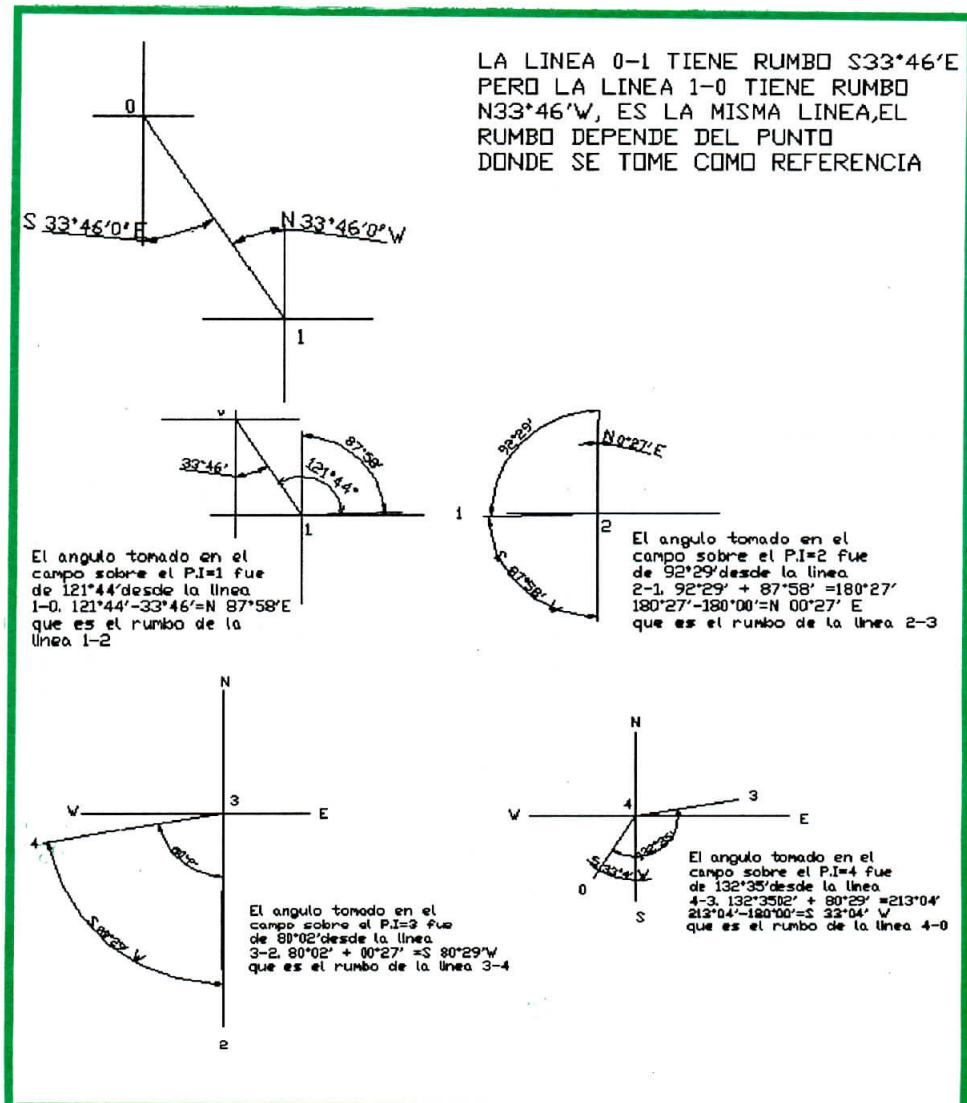 LA LINEA 0-1 TIENE RUMBO S33°46'E
PERO LA LINEA 1-0 TIENE RUMBO
N33°46'W, ES LA MISMA LINEA,EL
RUMBO DEPENDE DEL PUNTO
DONDE SE TOME COMO REFERENCIA
0
S 33°46'0" E
N 33°46'0" W
1
33°46'
121°44'
87°58'
1
El angulo tomado en el
campo sobre el P.I=1 fue
de 121°44'desde la linea
1-0. 121°44'-33°46'=N 87°58'E
que es el rumbo de la
linea 1-2
92°29'
N 0°27' E
1
2
S 87°58'
El angulo tomado en el
campo sobre el P.I=2 fue
de 92°29'desde la linea
2-1. 92°29' + 87°58' =180°27'
180°27'-180°00'=N 00°27' E
que es el rumbo de la linea 2-3
N
3
W
E
4
S 80°29' W
2
El angulo tomado en el
campo sobre el P.I=3 fue
de 80°02'desde la linea
3-2. 80°02' + 00°27' =S 80°29'W
que es el rumbo de la linea 3-4
N
4
3
W
E
132°35'
S 33°4' W
0
S
El angulo tomado en el
campo sobre el P.I=4 fue
de 132°35'desde la linea
4-3. 132°3502' + 80°29' =213°04'
213°04'-180°00'=S 33°04' W
que es el rumbo de la linea 4-0